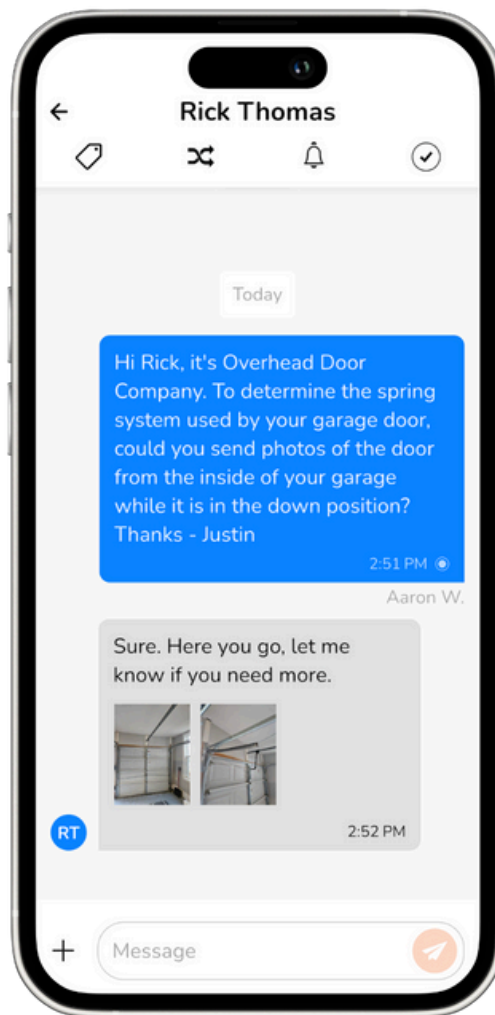 Rick Thomas
Today
Hi Rick, it's Overhead Door
Company. To determine the spring
system used by your garage door,
could you send photos of the door
from the inside of your garage
while it is in the down position?
Thanks - Justin
2:51 PM
Aaron W.
Sure. Here you go, let me
know if you need more.
RT
2:52 PM
Message